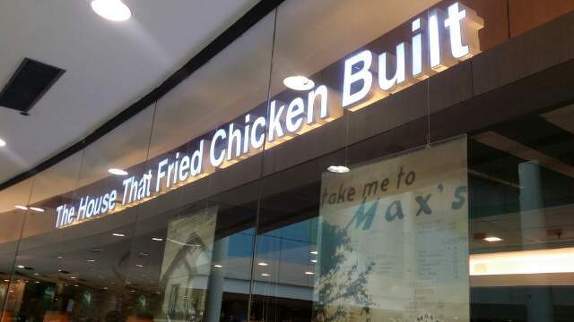 The House That Fried Chicken Built
take me to
Max's